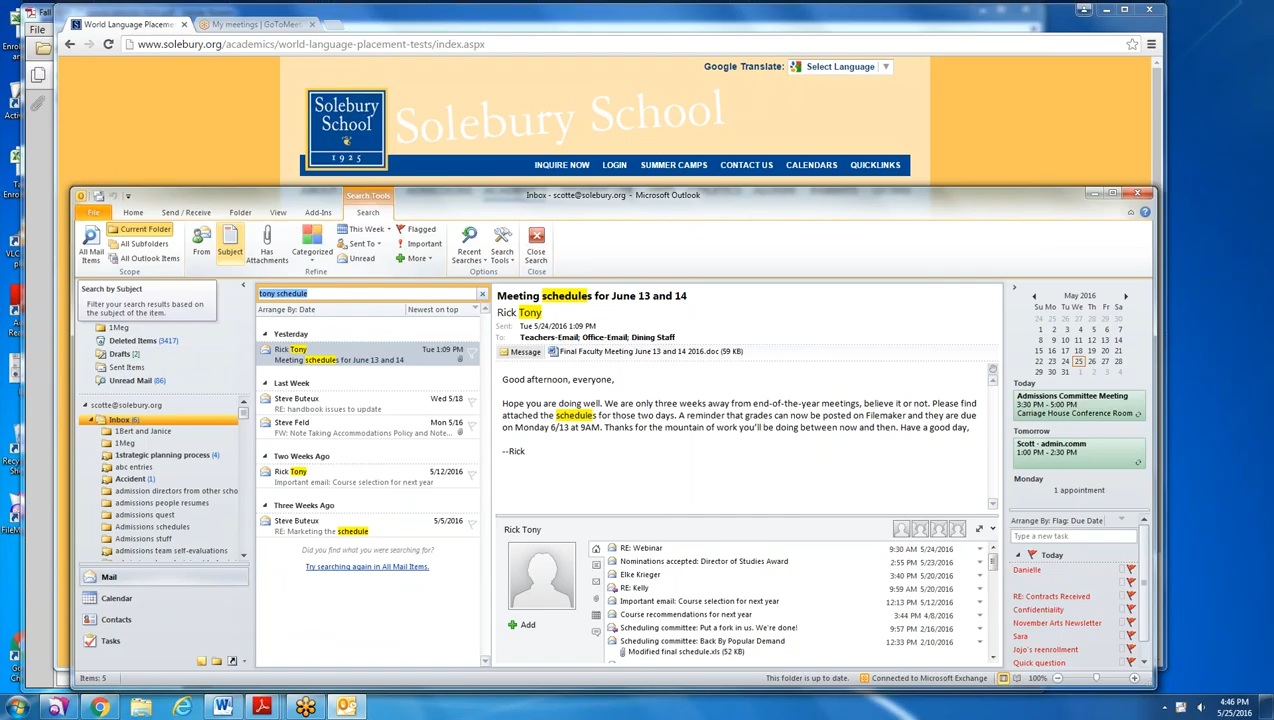 Fall
File
World Language Placeme
My meetings | GoToMeet
www.solebury.org/academics/world-language-placement-tests/index.aspx
Google Translate: Select Language
Solebury
School
1925
Solebury School
INQUIRE NOW LOGIN SUMMER CAMPS CONTACT US CALENDARS QUICKLINKS
Search Tools
Inbox - scotte@solebury.org - Microsoft Outlook
File Home Send / Receive Folder View Add-Ins Search
All Mail Items
Current Folder
All Subfolders
All Outlook Items
Scope
From
Subject
Has Attachments
Categorized
This Week
Sent To
Unread
Flagged
Important
More
Refine
Recent Searches
Search Tools
Options
Close Search
Close
Search by Subject
Filter your search results based on
the subject of the item.
1Meg
Deleted Items (3417)
Drafts [2]
Sent Items
Unread Mail (86)
scotte@solebury.org
Inbox (6)
1Bert and Janice
1Meg
1strategic planning process (4)
abc entries
Accident (1)
admission directors from other scho
admission people resumes
admissions quest
Admissions schedules
Admissions stuff
admissions team self-evaluations
Mail
Calendar
Contacts
Tasks
tony schedule
Arrange By: Date Newest on top
Yesterday
Rick Tony Tue 1:09 PM
Meeting schedules for June 13 and 14
Last Week
Steve Buteux Wed 5/18
RE: handbook issues to update
Steve Feld Mon 5/16
FW: Note Taking Accommodations Policy and Note...
Two Weeks Ago
Rick Tony 5/12/2016
Important email: Course selection for next year
Three Weeks Ago
Steve Buteux 5/5/2016
RE: Marketing the schedule
Did you find what you were searching for?
Try searching again in All Mail Items.
Meeting schedules for June 13 and 14
Rick Tony
Sent: Tue 5/24/2016 1:09 PM
To: Teachers-Email; Office-Email; Dining Staff
Message Final Faculty Meeting June 13 and 14 2016.doc (59 KB)
Good afternoon, everyone,
Hope you are doing well. We are only three weeks away from end-of-the-year meetings, believe it or not. Please find
attached the schedules for those two days. A reminder that grades can now be posted on Filemaker and they are due
on Monday 6/13 at 9AM. Thanks for the mountain of work you'll be doing between now and then. Have a good day,
--Rick
Rick Tony
Add
RE: Webinar 9:30 AM 5/24/2016
Nominations accepted: Director of Studies Award 2:55 PM 5/23/2016
Elke Krieger 3:40 PM 5/20/2016
RE: Kelly 9:59 AM 5/20/2016
Important email: Course selection for next year 12:13 PM 5/12/2016
Course recommendations for next year 3:44 PM 4/8/2016
Scheduling committee: Put a fork in us. We're done! 9:57 PM 2/16/2016
Scheduling committee: Back By Popular Demand 12:33 PM 2/10/2016
Modified final schedule.xls (52 KB)
May 2016
Su Mo Tu We Th Fr Sa
24 25 26 27 28 29 30
1 2 3 4 5 6 7
8 9 10 11 12 13 14
15 16 17 18 19 20 21
22 23 24 25 26 27 28
29 30 31 1 2 3 4
Today
Admissions Committee Meeting
3:30 PM - 5:00 PM
Carriage House Conference Room
Tomorrow
Scott - admin.comm
1:00 PM - 2:30 PM
Monday
1 appointment
Arrange By: Flag: Due Date
Type a new task
Today
Danielle
RE: Contracts Received
Confidentiality
November Arts Newsletter
Sara
Jojo's reenrollment
Quick question
Items: 5
This folder is up to date. Connected to Microsoft Exchange 100%
4:46 PM
5/25/2016